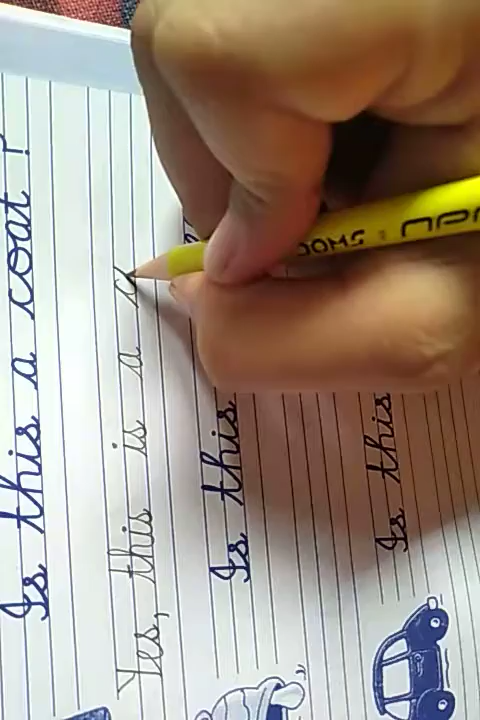 Is this a coat ?
Yes, this is a c
Is this
Is this
DOMS